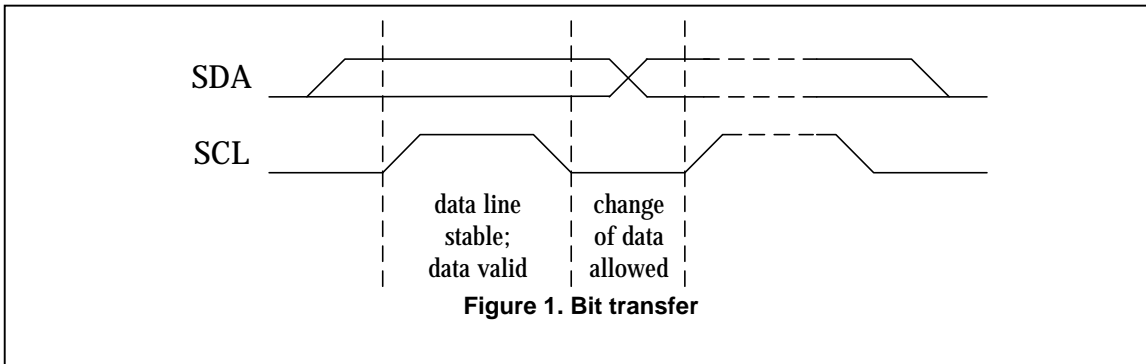 SDA
SCL
data line
stable;
data valid
change
of data
allowed
Figure 1. Bit transfer